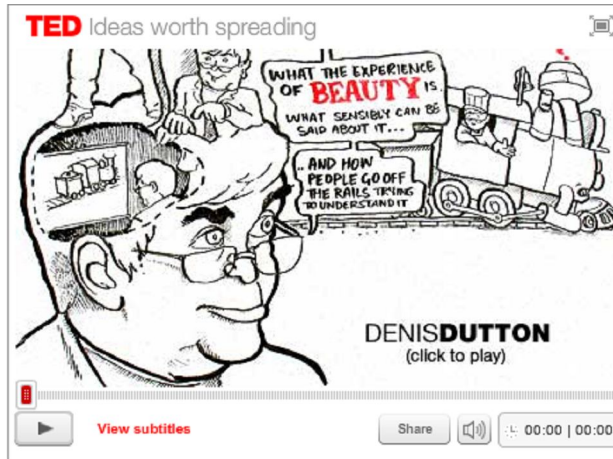 TED Ideas worth spreading
WHAT THE EXPERIENCE
OF BEAUTY IS.
WHAT SENSIBLY CAN BE
SAID ABOUT IT...
..AND HOW
PEOPLE GO OFF
THE RAILS TRYING
TO UNDERSTAND IT
DENISDUTTON
(click to play)
View subtitles
Share
00:00 | 00:00